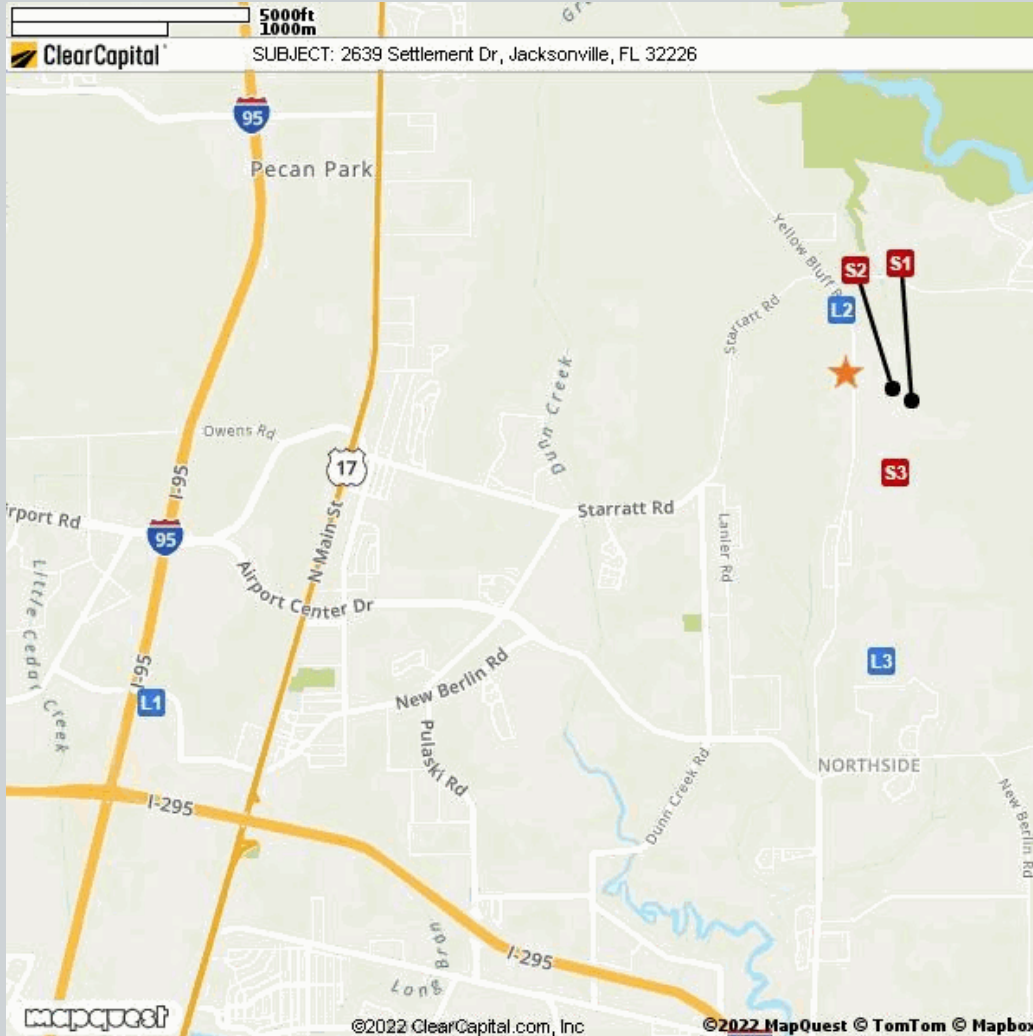 5000ft
1000m
ClearCapital
SUBJECT: 2639 Settlement Dr, Jacksonville, FL 32226
95
Pecan Park
Yellow Bluff
S2
S1
L2
Starratt Rd
Dunn Creek
Owens Rd
17
S3
I-95
Starratt Rd
irport Rd
95
N Main St
Lanier Rd
Little Cedar Creek
Airport Center Dr
I-95
New Berlin Rd
L3
L1
Pulaski Rd
NORTHSIDE
I-295
Dunn Creek Rd
New Berlin Rd
Long Bran
I-295
mapquest
©2022 ClearCapital.com, Inc
©2022 MapQuest © TomTom © Mapbo